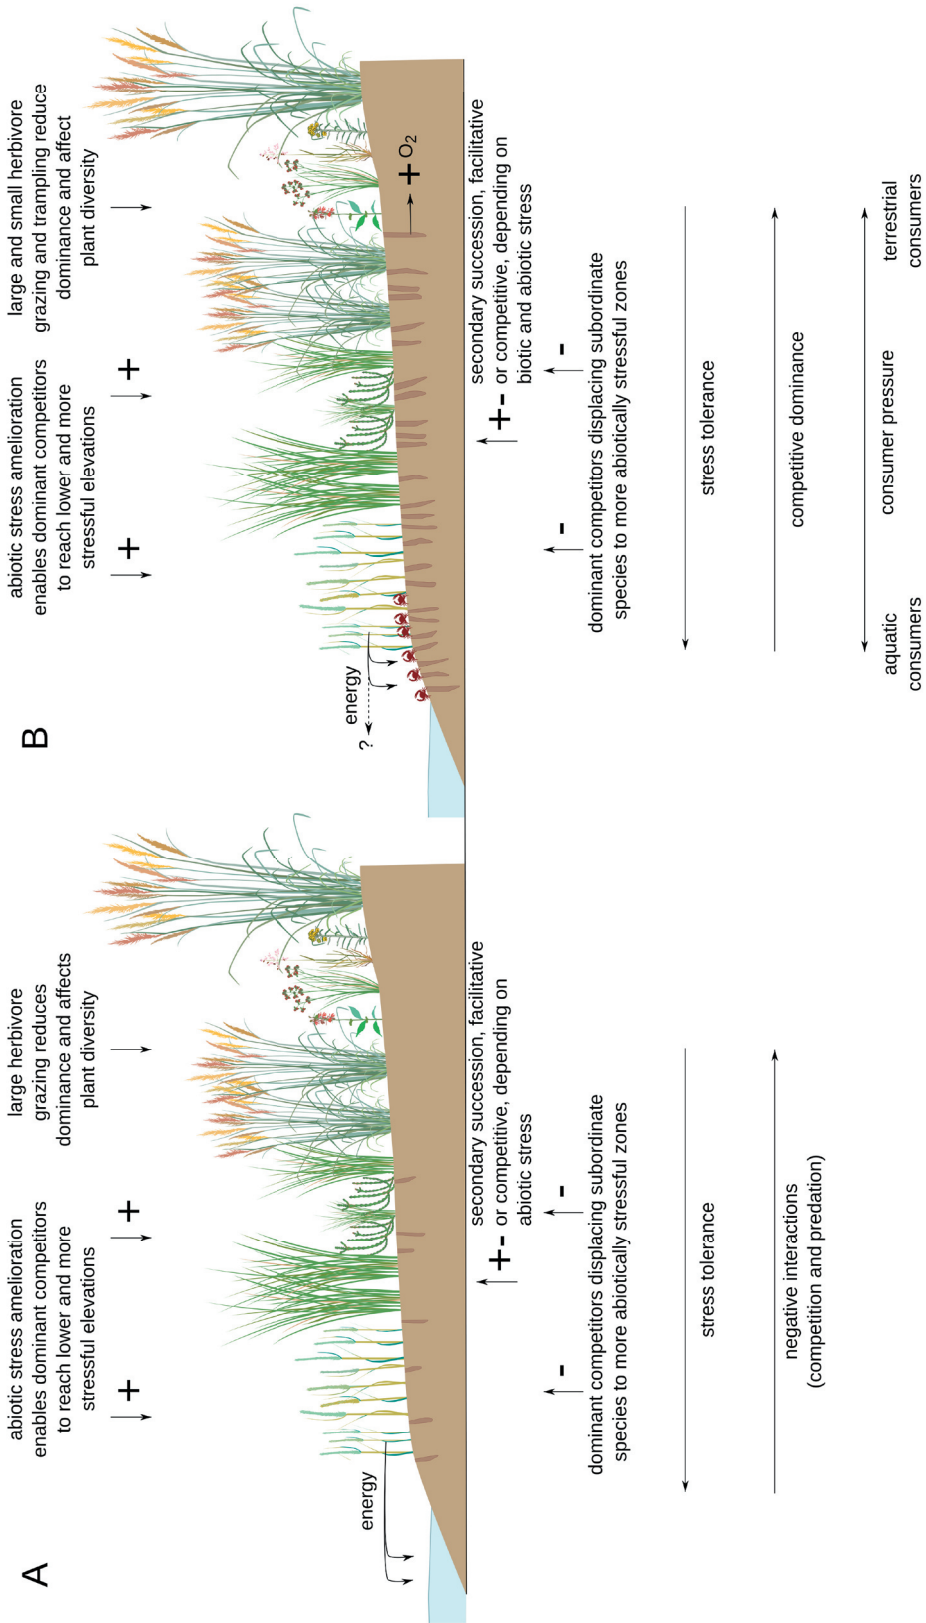 A
abiotic stress amelioration
enables dominant competitors
to reach lower and more
stressful elevations
large herbivore
grazing reduces
dominance and affects
plant diversity
+
+
energy
secondary succession, facilitative
+- or competitive, depending on
abiotic stress
-
-
dominant competitors displacing subordinate
species to more abiotically stressful zones
stress tolerance
negative interactions
(competition and predation)
B
abiotic stress amelioration
enables dominant competitors
to reach lower and more
stressful elevations
large and small herbivore
grazing and trampling reduce
dominance and affect
plant diversity
+
+
energy
?
+ O2
secondary succession, facilitative
+- or competitive, depending on
biotic and abiotic stress
-
-
dominant competitors displacing subordinate
species to more abiotically stressful zones
stress tolerance
competitive dominance
aquatic
consumers
consumer pressure
terrestrial
consumers